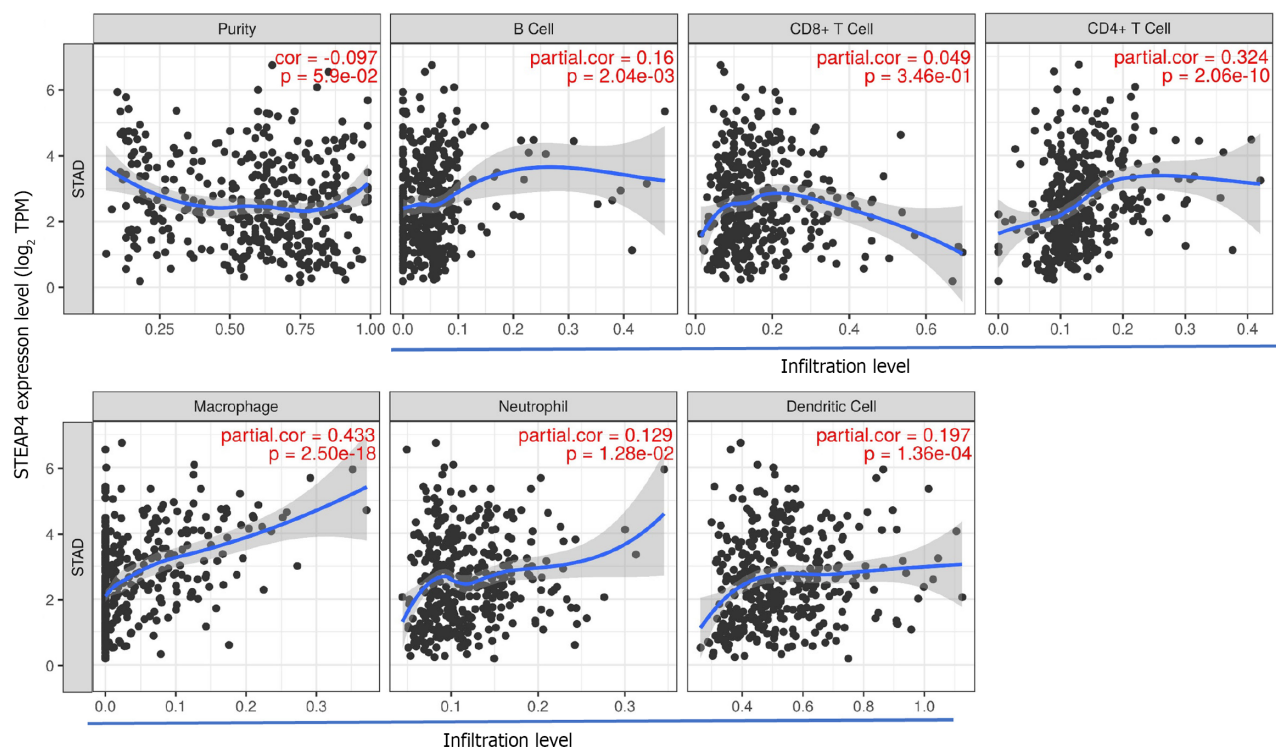 STEAP4 expresson level (log2 TPM)
Purity
B Cell
CD8+ T Cell
CD4+ T Cell
STAD
cor = -0.097
p = 5.9e-02
partial.cor = 0.16
p = 2.04e-03
partial.cor = 0.049
p = 3.46e-01
partial.cor = 0.324
p = 2.06e-10
6
4
2
0
0.25 0.50 0.75 1.00
0.0 0.1 0.2 0.3 0.4
0.0 0.2 0.4 0.6
0.0 0.1 0.2 0.3 0.4
Infiltration level
Macrophage
Neutrophil
Dendritic Cell
STAD
partial.cor = 0.433
p = 2.50e-18
partial.cor = 0.129
p = 1.28e-02
partial.cor = 0.197
p = 1.36e-04
6
4
2
0
0.0 0.1 0.2 0.3
0.1 0.2 0.3
0.4 0.6 0.8 1.0
Infiltration level